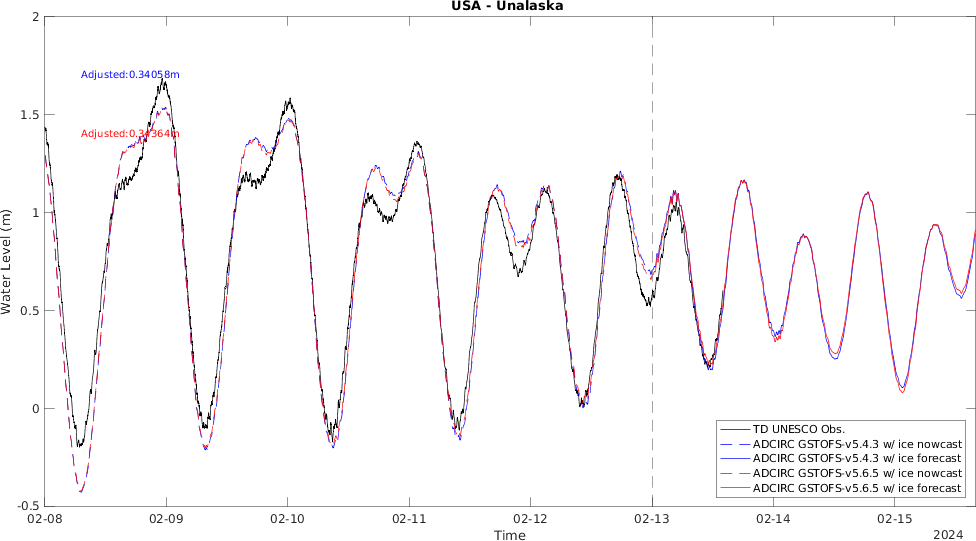 USA - Unalaska
2
1.5
1
0.5
0
-0.5
Water Level (m)
Adjusted:0.34058m
Adjusted:0.34364m
TD UNESCO Obs.
ADCIRC GSTOFS-v5.4.3 w/ ice nowcast
ADCIRC GSTOFS-v5.4.3 w/ ice forecast
ADCIRC GSTOFS-v5.6.5 w/ ice nowcast
ADCIRC GSTOFS-v5.6.5 w/ ice forecast
02-08 02-09 02-10 02-11 02-12 02-13 02-14 02-15
Time
2024